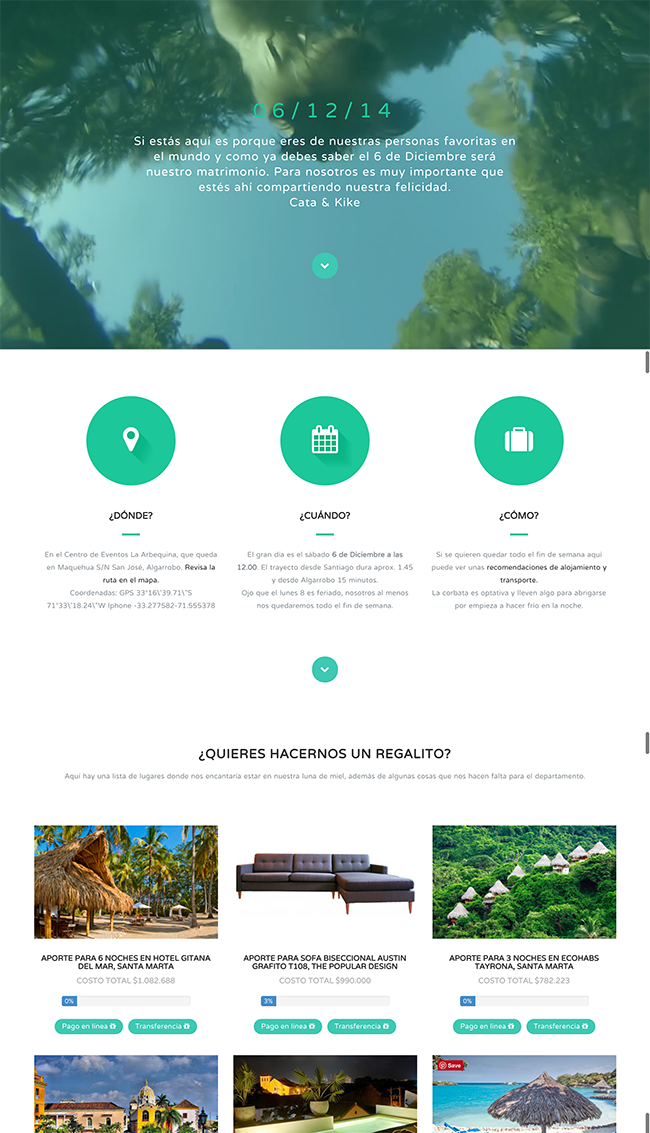 06/12/14
Si estás aquí es porque eres de nuestras personas favoritas en
el mundo y como ya debes saber el 6 de Diciembre será
nuestro matrimonio. Para nosotros es muy importante que
estés ahí compartiendo nuestra felicidad.
Cata & Kike
¿DÓNDE?
En el Centro de Eventos La Arbequina, que queda
en Maquehua S/N San José, Algarrobo. Revisa la
ruta en el mapa.
Coordenadas: GPS 33°16\'39.71\"S
71°33\'18.24\"W Iphone -33.277582-71.555378
¿CUÁNDO?
El gran día es el sábado 6 de Diciembre a las
12.00. El trayecto desde Santiago dura aprox. 1.45
y desde Algarrobo 15 minutos.
Ojo que el lunes 8 es feriado, nosotros al menos
nos quedaremos todo el fin de semana.
¿CÓMO?
Si se quieren quedar todo el fin de semana aquí
puede ver unas recomendaciones de alojamiento y
transporte.
La corbata es optativa y lleven algo para abrigarse
por empieza a hacer frío en la noche.
¿QUIERES HACERNOS UN REGALITO?
Aquí hay una lista de lugares donde nos encantaría estar en nuestra luna de miel, además de algunas cosas que nos hacen falta para el departamento.
APORTE PARA 6 NOCHES EN HOTEL GITANA
DEL MAR, SANTA MARTA
COSTO TOTAL $1.082.688
0%
Pago en línea
Transferencia
APORTE PARA SOFA BISECCIONAL AUSTIN
GRAFITO T108, THE POPULAR DESIGN
COSTO TOTAL $990.000
3%
Pago en línea
Transferencia
APORTE PARA 3 NOCHES EN ECOHABS
TAYRONA, SANTA MARTA
COSTO TOTAL $782.223
0%
Pago en línea
Transferencia
Save